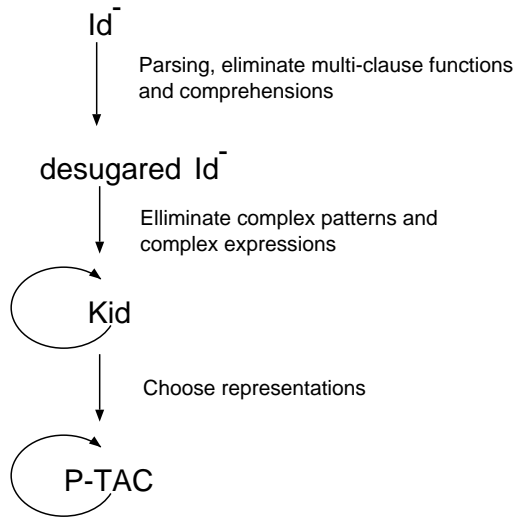 Id⁻
Parsing, eliminate multi-clause functions
and comprehensions
desugared Id⁻
Elliminate complex patterns and
complex expressions
Kid
Choose representations
P-TAC